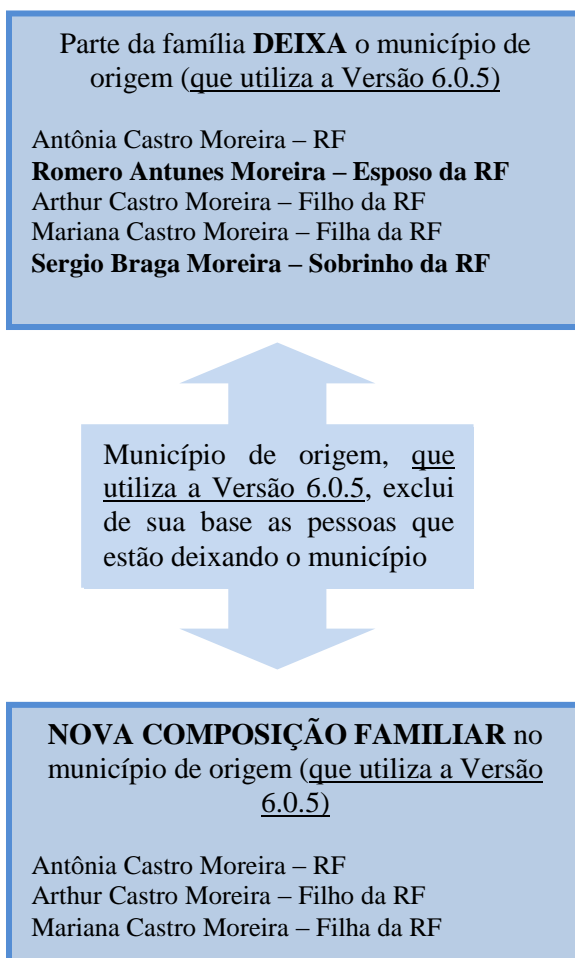 Parte da família DEIXA o município de
origem (que utiliza a Versão 6.0.5)
Antônia Castro Moreira – RF
Romero Antunes Moreira – Esposo da RF
Arthur Castro Moreira – Filho da RF
Mariana Castro Moreira – Filha da RF
Sergio Braga Moreira – Sobrinho da RF
Município de origem, que
utiliza a Versão 6.0.5, exclui
de sua base as pessoas que
estão deixando o município
NOVA COMPOSIÇÃO FAMILIAR no
município de origem (que utiliza a Versão
6.0.5)
Antônia Castro Moreira – RF
Arthur Castro Moreira – Filho da RF
Mariana Castro Moreira – Filha da RF